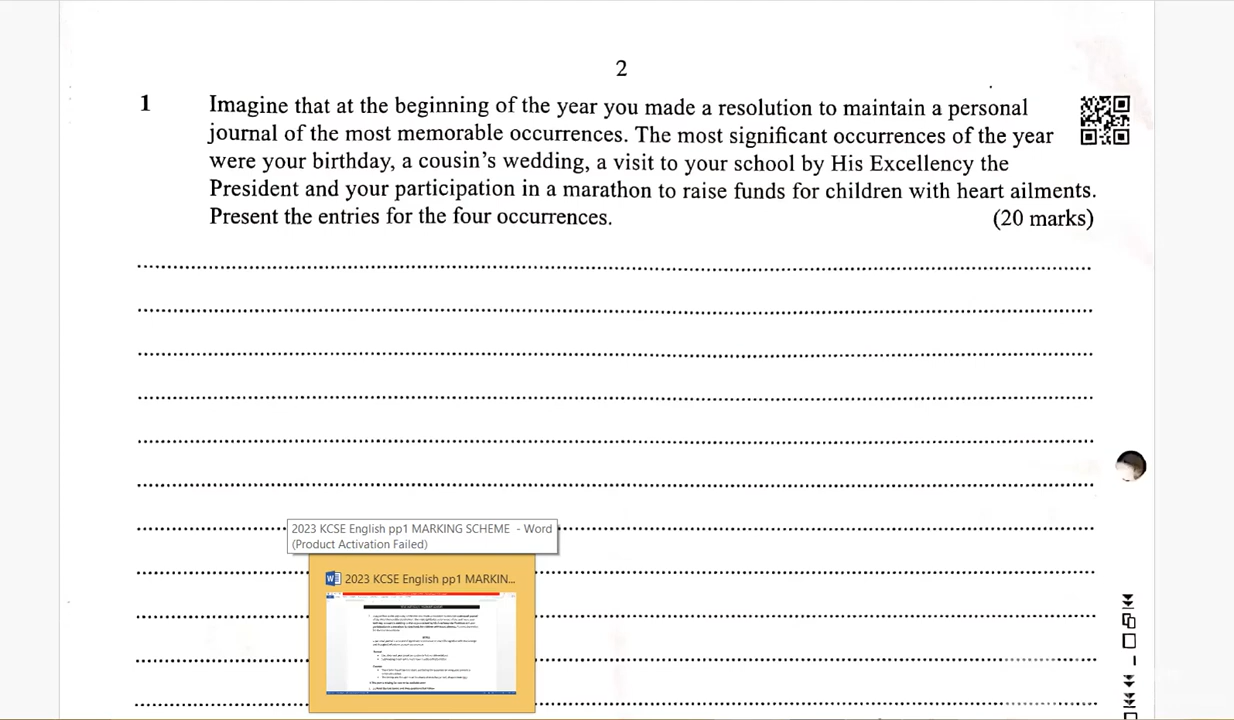 2
1 Imagine that at the beginning of the year you made a resolution to maintain a personal
journal of the most memorable occurrences. The most significant occurrences of the year
were your birthday, a cousin's wedding, a visit to your school by His Excellency the
President and your participation in a marathon to raise funds for children with heart ailments.
Present the entries for the four occurrences. (20 marks)
2023 KCSE English pp1 MARKING SCHEME - Word
(Product Activation Failed)
2023 KCSE English pp1 MARKIN...